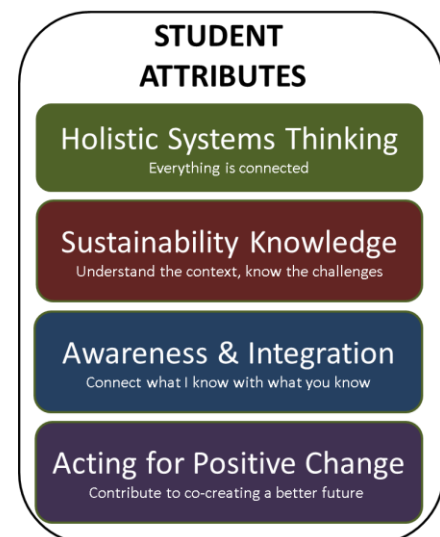 STUDENT
ATTRIBUTES
Holistic Systems Thinking
Everything is connected
Sustainability Knowledge
Understand the context, know the challenges
Awareness & Integration
Connect what I know with what you know
Acting for Positive Change
Contribute to co-creating a better future